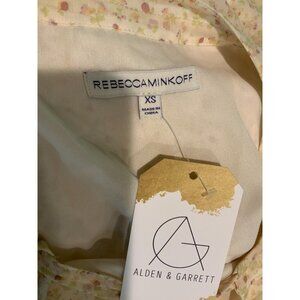 REBECCAMINKOFF
XS
MADE IN
CHINA
ALDEN & GARRETT